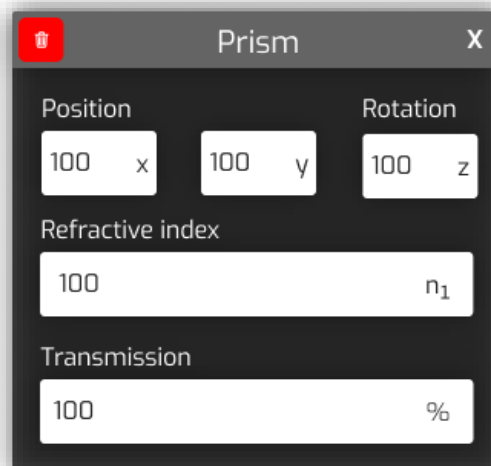 Prism X
Position Rotation
100 x 100 y 100 z
Refractive index
100 n₁
Transmission
100 %